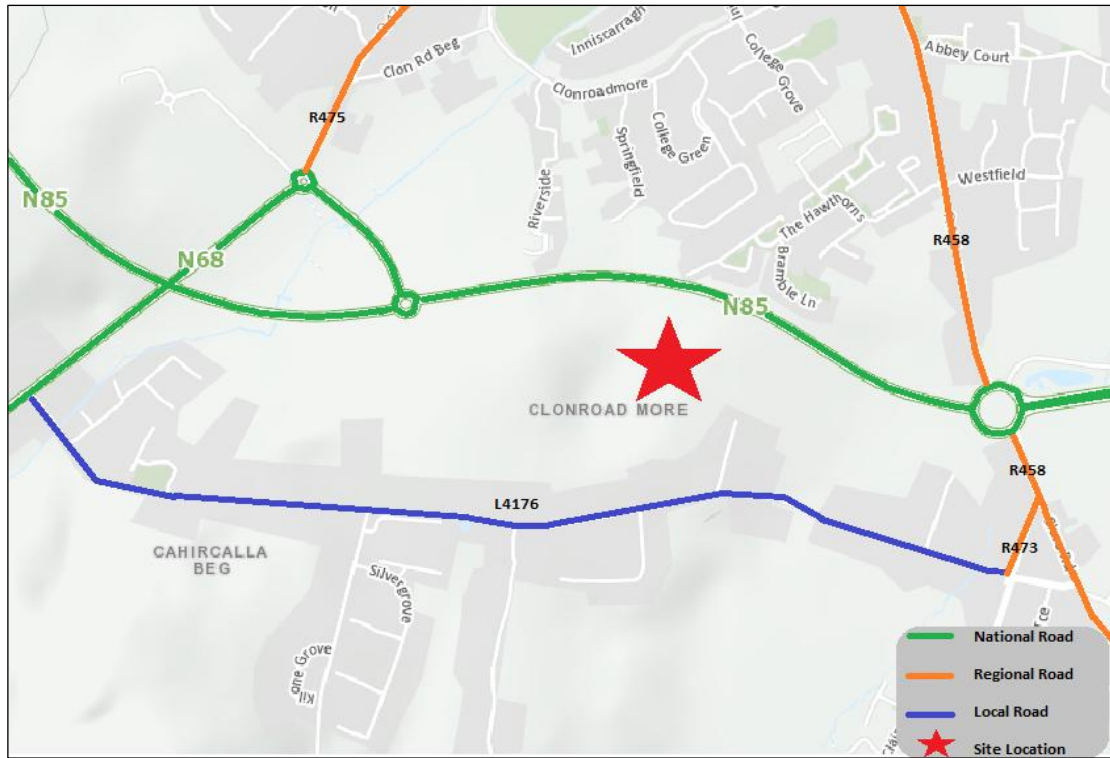 Clon Rd Beg
Inniscarragh
College Grove
Abbey Court
Clonroadmore
R475
College Green
Springfield
Westfield
N85
Riverside
The Hawthorns
R458
N68
Bramble Ln
N85
CLONROAD MORE
R458
L4176
R473
CAHIRCALLA
BEG
Silvergrove
National Road
Regional Road
Local Road
Site Location